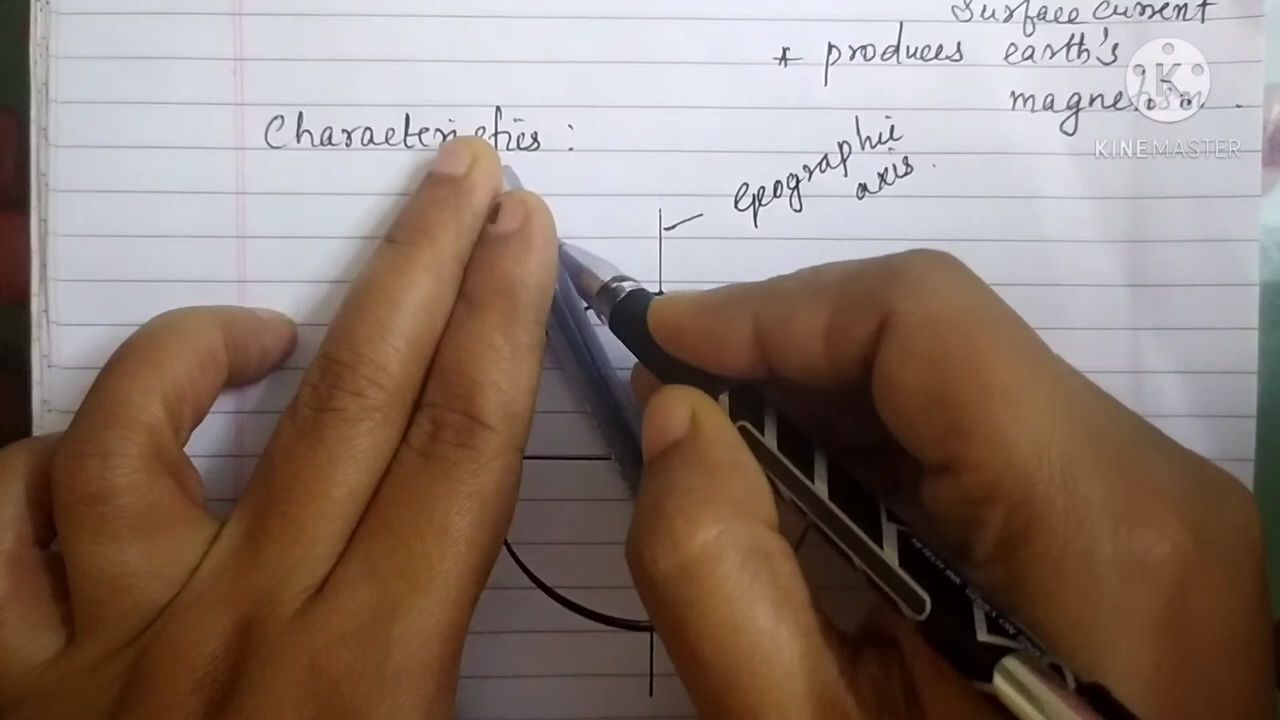 Surface current
* produces earth's
magnetism.
Characteristics :
Geographic
axis.
K
KINEMASTER